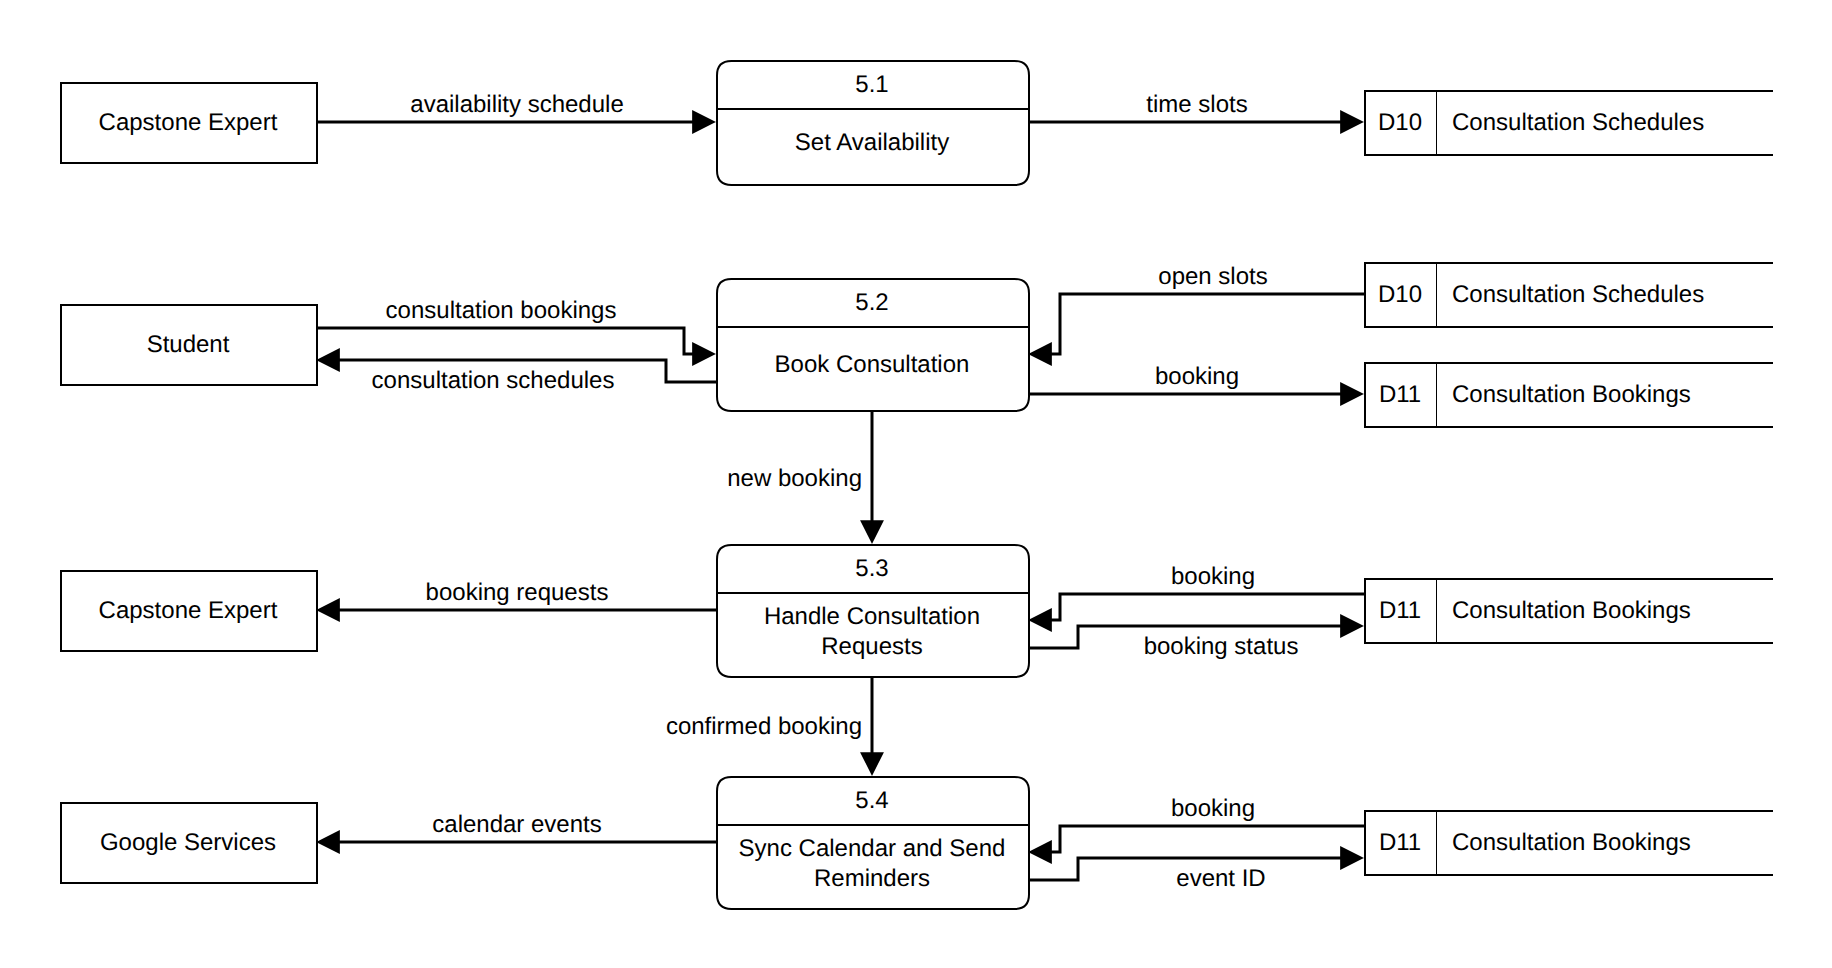 5.1
Capstone Expert
availability schedule
Set Availability
time slots
D10
Consultation Schedules
5.2
Student
consultation bookings
consultation schedules
Book Consultation
open slots
D10
Consultation Schedules
booking
D11
Consultation Bookings
new booking
5.3
Capstone Expert
booking requests
Handle Consultation
Requests
booking
booking status
D11
Consultation Bookings
confirmed booking
5.4
Google Services
calendar events
Sync Calendar and Send
Reminders
booking
event ID
D11
Consultation Bookings